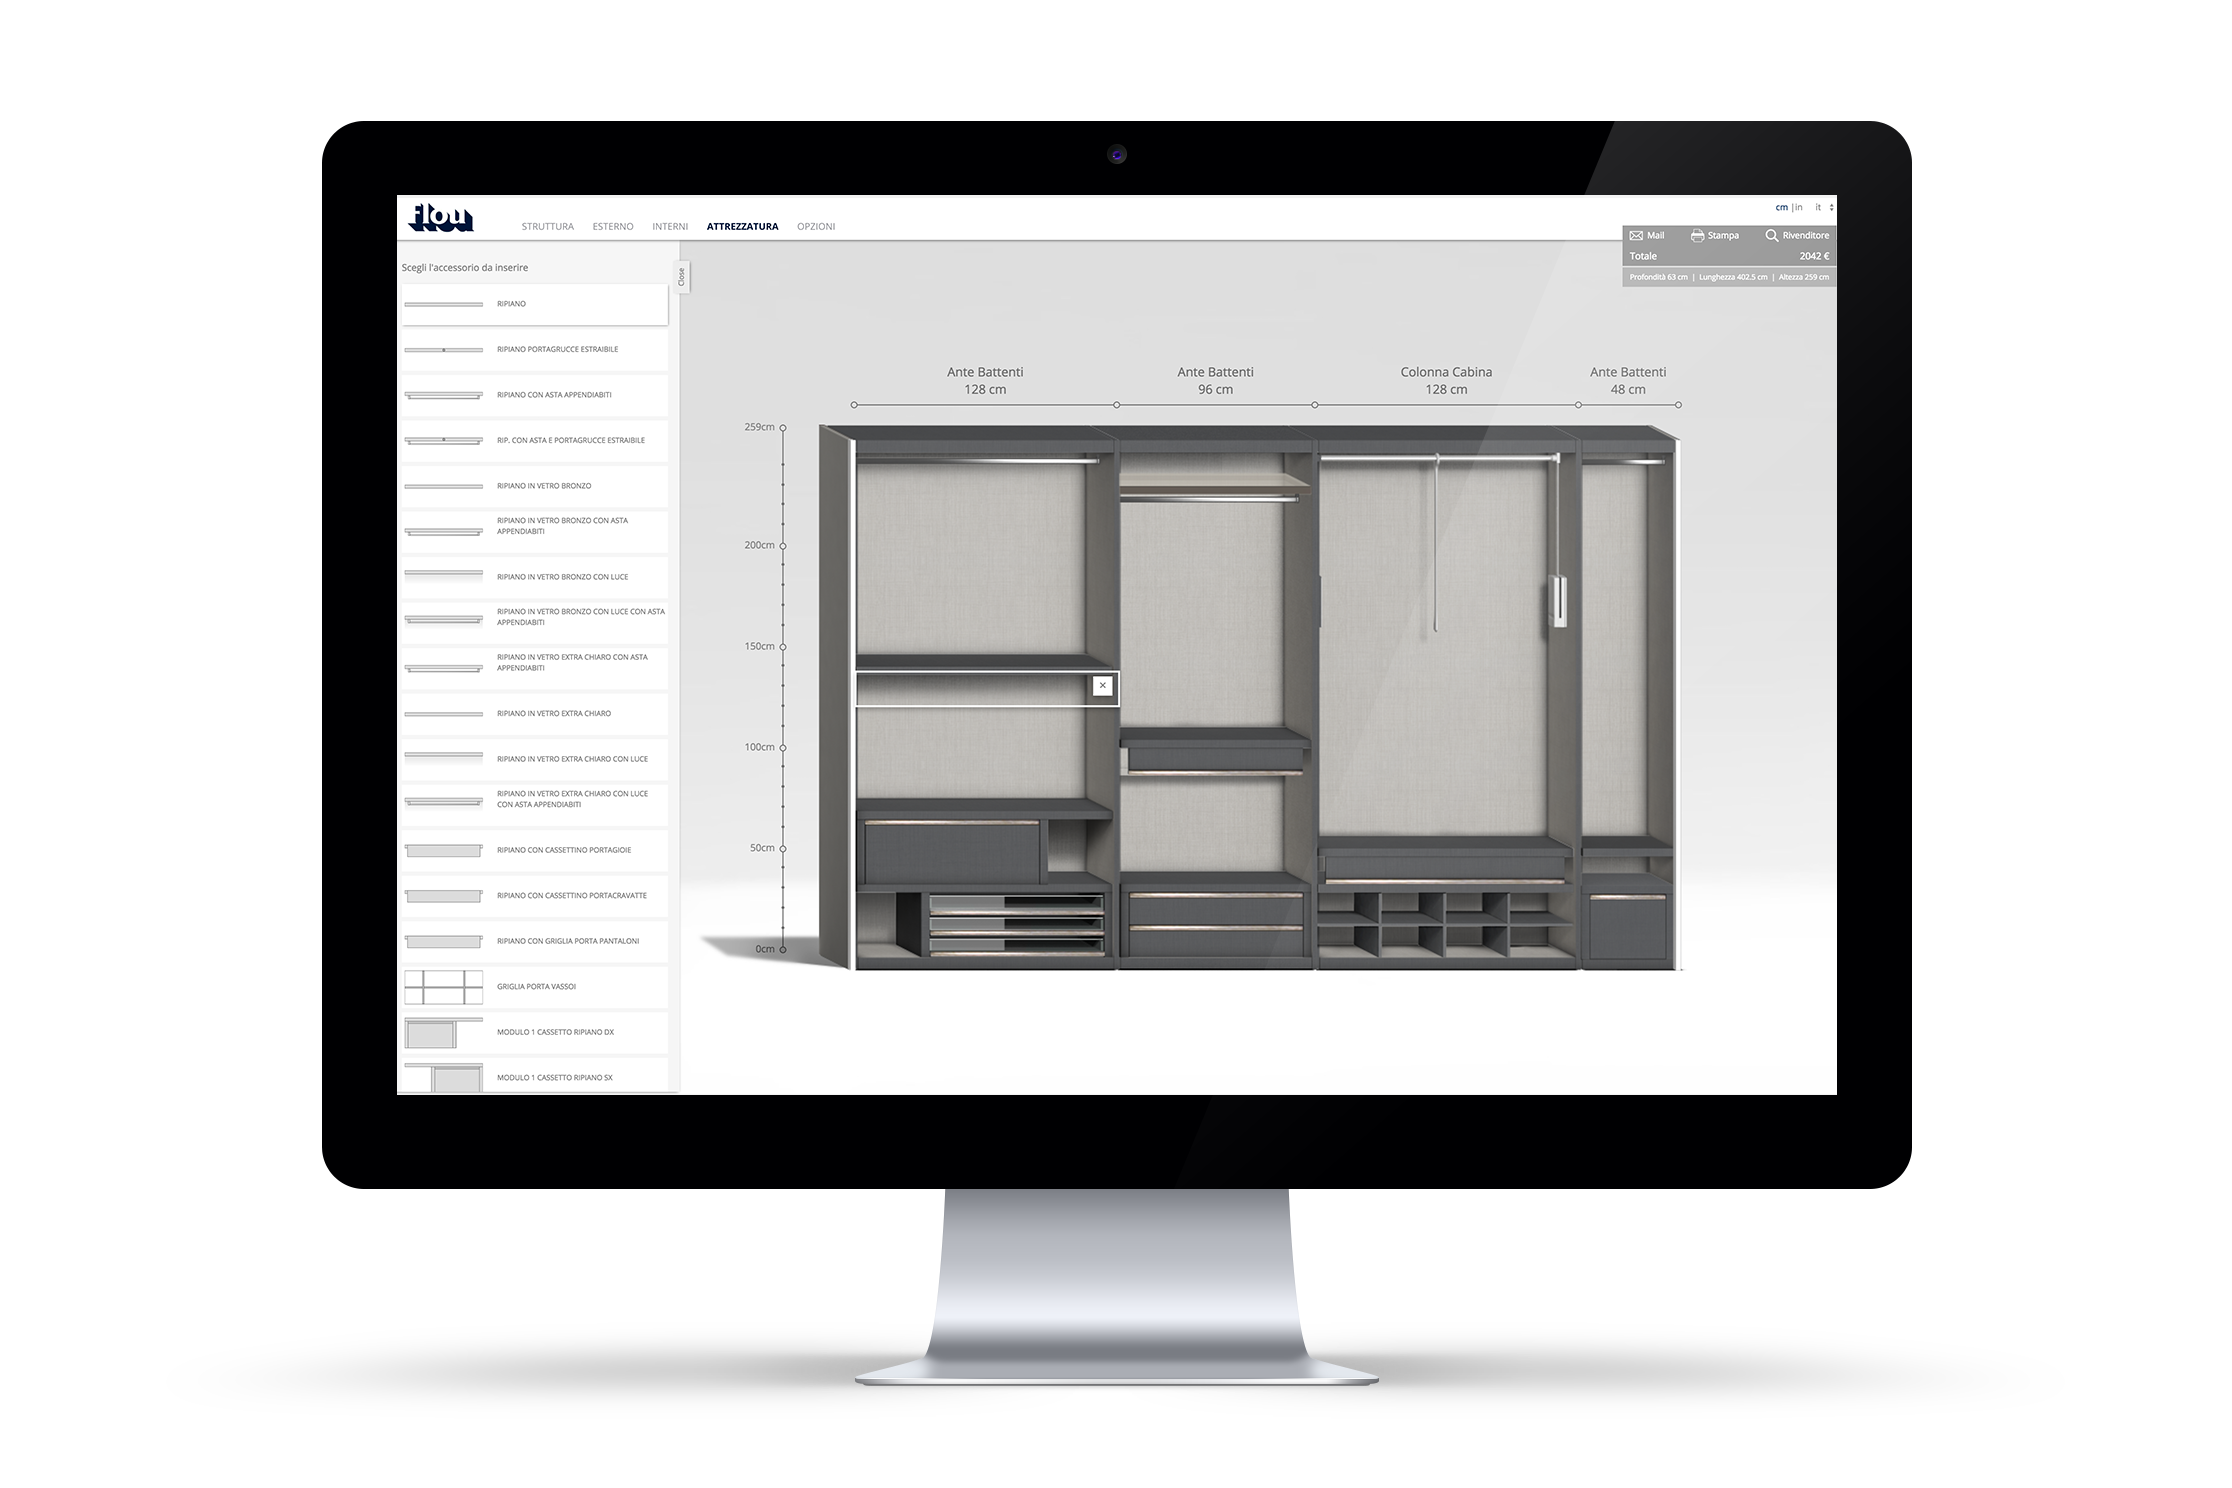 flou
STRUTTURA ESTERNO INTERNI ATTREZZATURA OPZIONI
cm | in it
Mail Stampa Rivenditore
Totale 2042 €
Profondità 63 cm | Lunghezza 402.5 cm | Altezza 259 cm
Scegli l'accessorio da inserire
Close
RIPIANO
RIPIANO PORTAGRUCCE ESTRAIBILE
RIPIANO CON ASTA APPENDIABITI
RIP. CON ASTA E PORTAGRUCCE ESTRAIBILE
RIPIANO IN VETRO BRONZO
RIPIANO IN VETRO BRONZO CON ASTA
APPENDIABITI
RIPIANO IN VETRO BRONZO CON LUCE
RIPIANO IN VETRO BRONZO CON LUCE CON ASTA
APPENDIABITI
RIPIANO IN VETRO EXTRA CHIARO CON ASTA
APPENDIABITI
RIPIANO IN VETRO EXTRA CHIARO
RIPIANO IN VETRO EXTRA CHIARO CON LUCE
RIPIANO IN VETRO EXTRA CHIARO CON LUCE
CON ASTA APPENDIABITI
RIPIANO CON CASSETTINO PORTAGIOIE
RIPIANO CON CASSETTINO PORTACRAVATTE
RIPIANO CON GRIGLIA PORTA PANTALONI
GRIGLIA PORTA VASSOI
MODULO 1 CASSETTO RIPIANO DX
MODULO 1 CASSETTO RIPIANO SX
Ante Battenti
128 cm
Ante Battenti
96 cm
Colonna Cabina
128 cm
Ante Battenti
48 cm
259cm
200cm
150cm
100cm
50cm
0cm